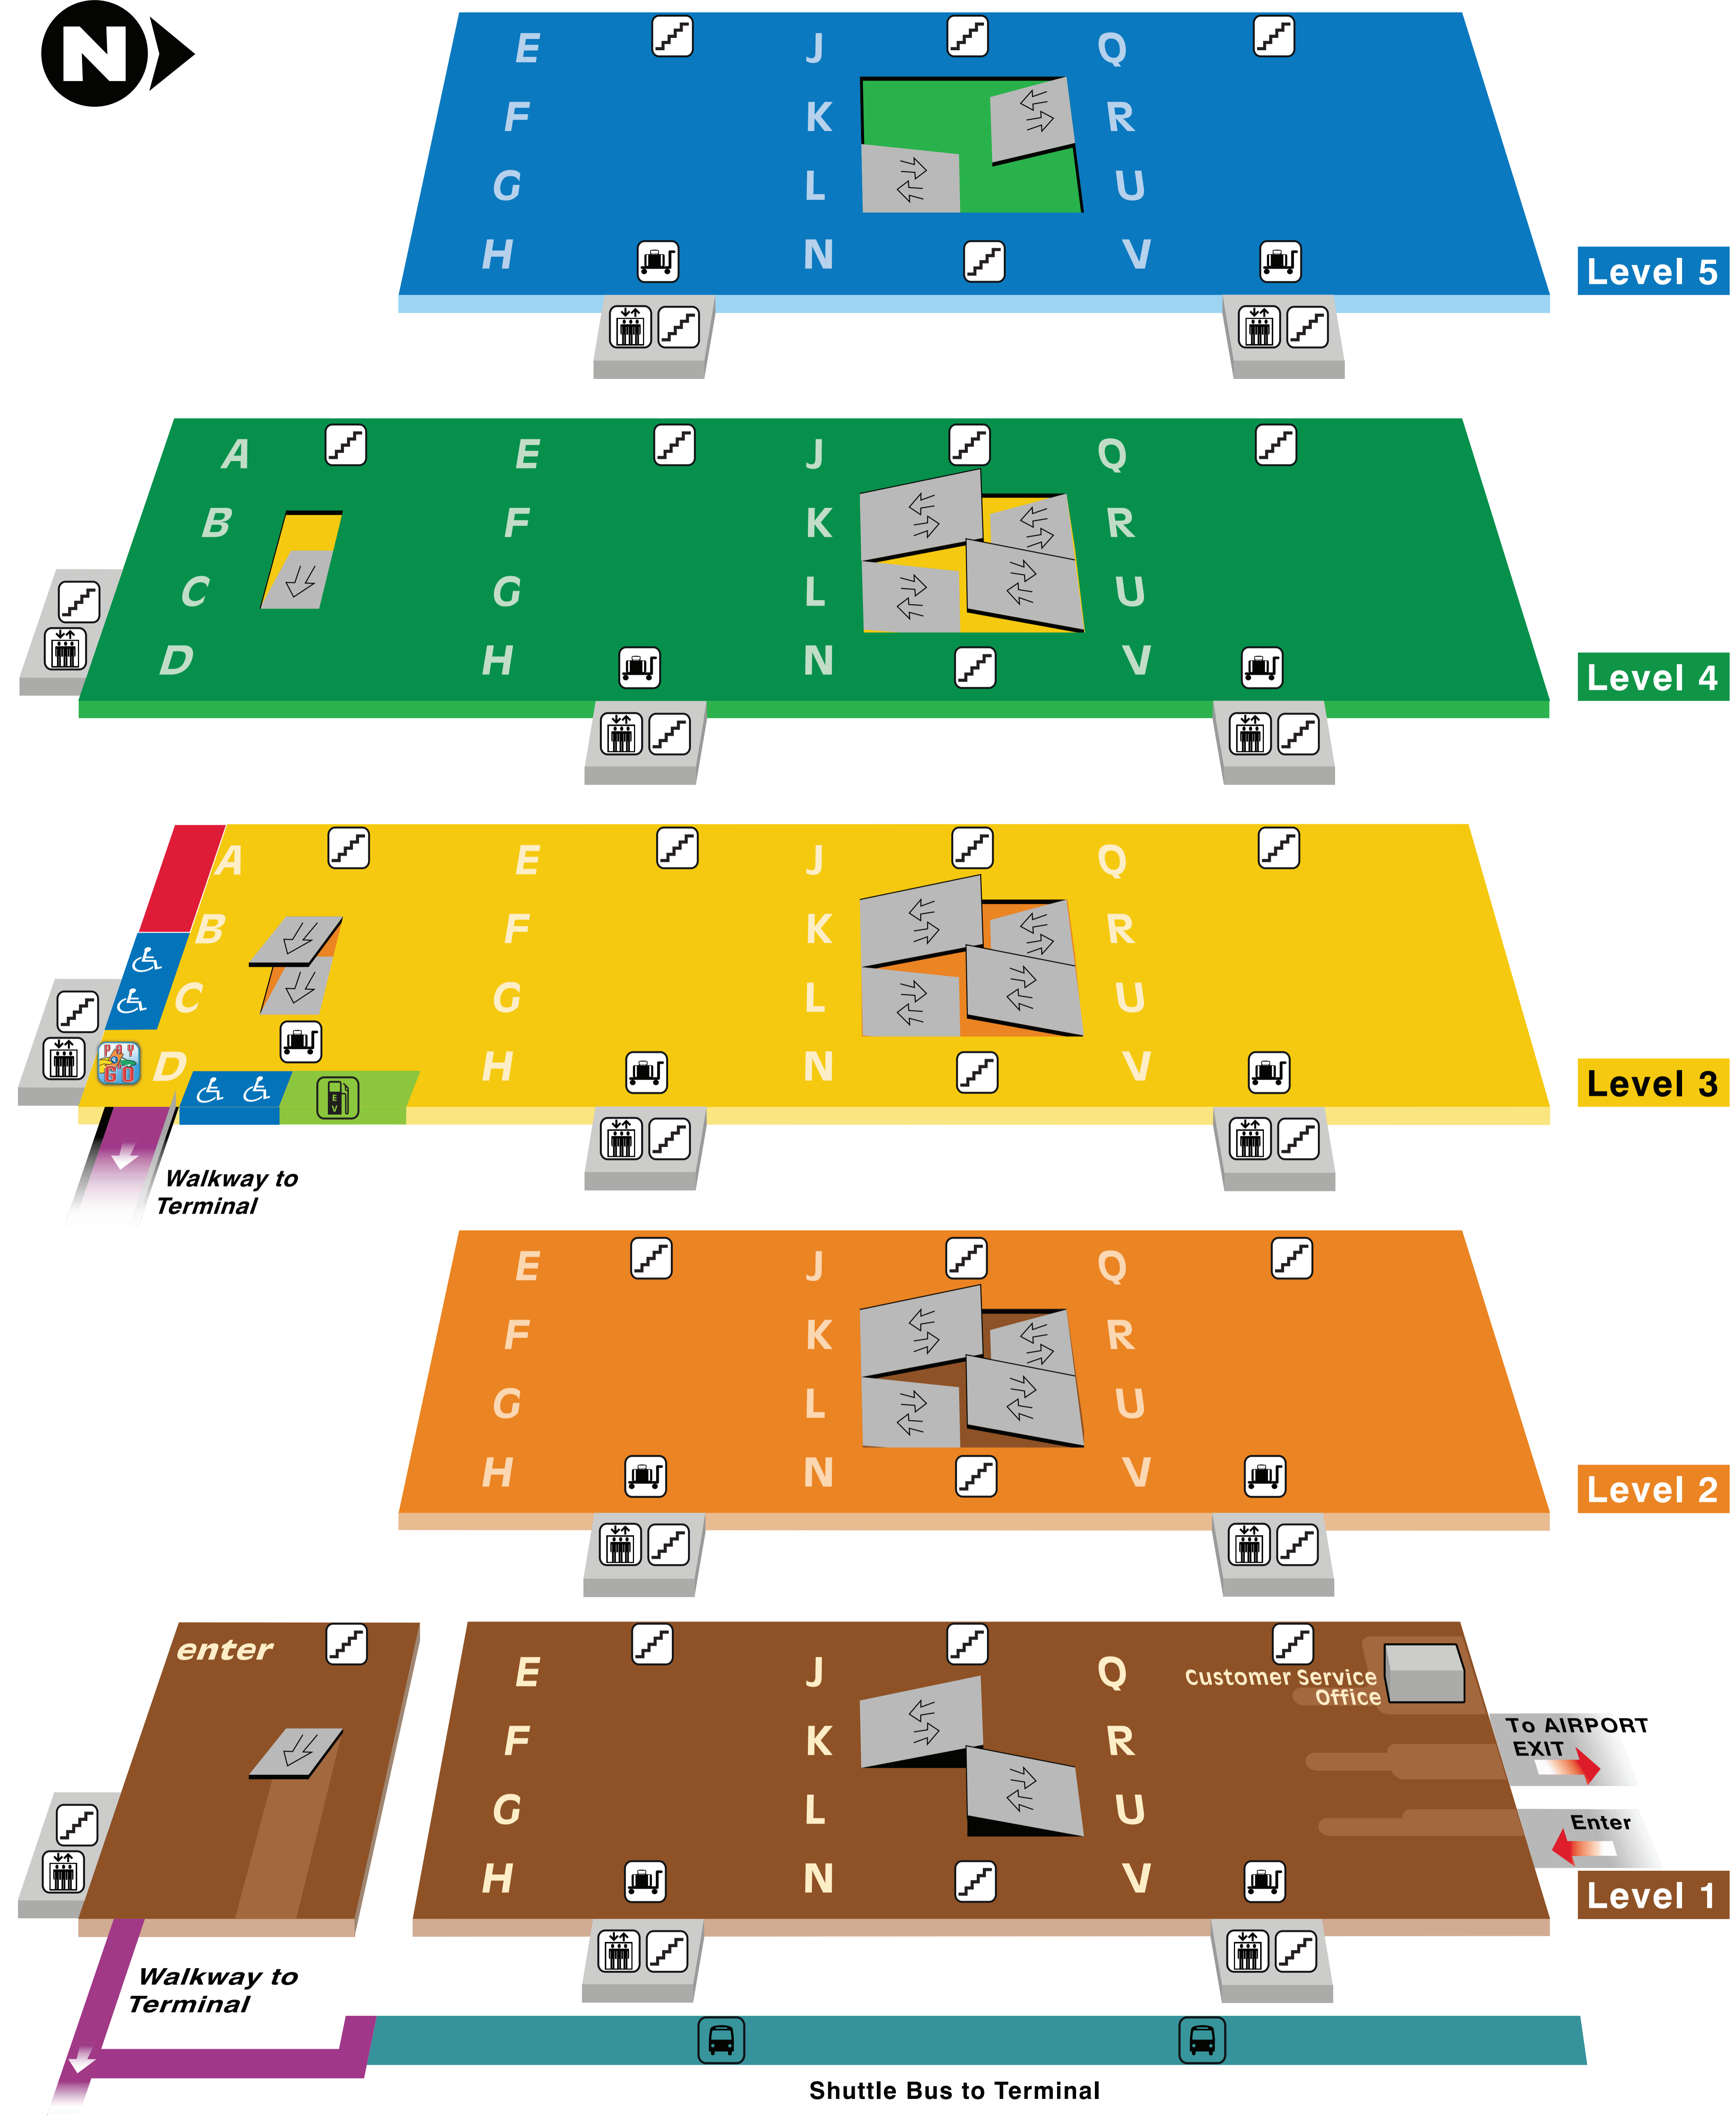 N
E J Q
F K R
G L U
H N V
Level 5
A E J Q
B F K R
C G L U
D H N V
Level 4
A E J Q
B F K R
C G L U
PAY
GO
D H N V
EV
Level 3
Walkway to
Terminal
E J Q
F K R
G L U
H N V
Level 2
enter
E J Q
Customer Service
Office
F K R
To AIRPORT
EXIT
G L U
Enter
H N V
Level 1
Walkway to
Terminal
Shuttle Bus to Terminal